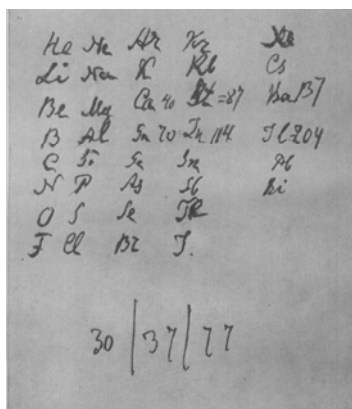 He Ne Ar Kr Xe
Li Na K Rb Cs
Be Mg Ca 40 =87 Ba 137
B Al Ga 70 In 114 Tl 204
C Si Ge Sn Pb
N P As Sb Bi
O S Se Te
F Cl Br J.
30 | 37 | 77